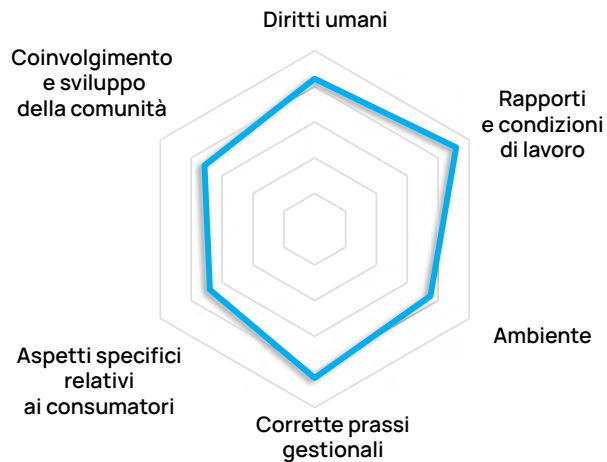 Diritti umani
Coinvolgimento
e sviluppo
della comunità
Rapporti
e condizioni
di lavoro
Ambiente
Aspetti specifici
relativi
ai consumatori
Corrette prassi
gestionali